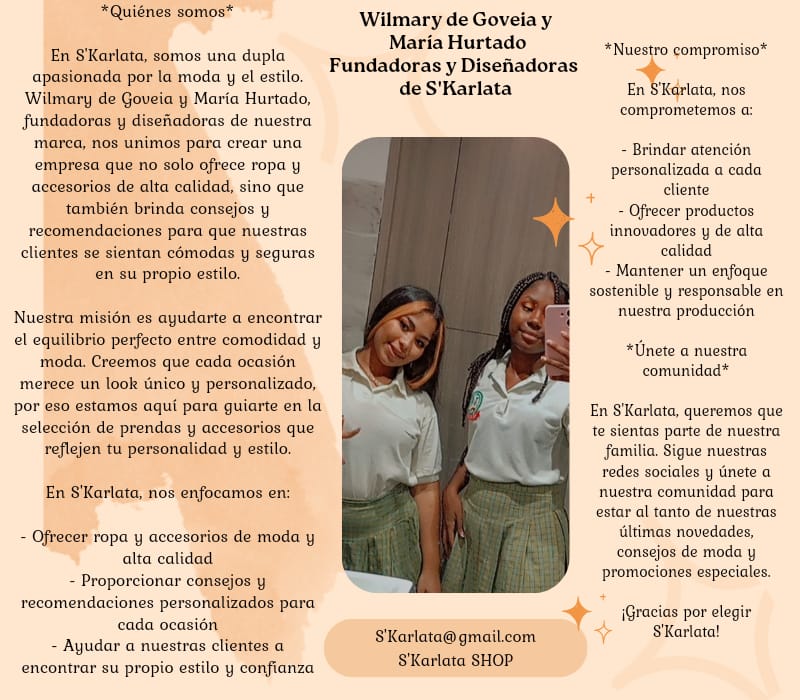 *Quiénes somos*
En S'Karlata, somos una dupla
apasionada por la moda y el estilo.
Wilmary de Goveia y María Hurtado,
fundadoras y diseñadoras de nuestra
marca, nos unimos para crear una
empresa que no solo ofrece ropa y
accesorios de alta calidad, sino que
también brinda consejos y
recomendaciones para que nuestras
clientes se sientan cómodas y seguras
en su propio estilo.
Nuestra misión es ayudarte a encontrar
el equilibrio perfecto entre comodidad y
moda. Creemos que cada ocasión
merece un look único y personalizado,
por eso estamos aquí para guiarte en la
selección de prendas y accesorios que
reflejen tu personalidad y estilo.
En S'Karlata, nos enfocamos en:
- Ofrecer ropa y accesorios de moda y
alta calidad
- Proporcionar consejos y
recomendaciones personalizados para
cada ocasión
- Ayudar a nuestras clientes a
encontrar su propio estilo y confianza
Wilmary de Goveia y
María Hurtado
Fundadoras y Diseñadoras
de S'Karlata
S'Karlata@gmail.com
S'Karlata SHOP
*Nuestro compromiso*
En S'Karlata, nos
comprometemos a:
- Brindar atención
personalizada a cada
cliente
- Ofrecer productos
innovadores y de alta
calidad
- Mantener un enfoque
sostenible y responsable en
nuestra producción
*Únete a nuestra
comunidad*
En S'Karlata, queremos que
te sientas parte de nuestra
familia. Sigue nuestras
redes sociales y únete a
nuestra comunidad para
estar al tanto de nuestras
últimas novedades,
consejos de moda y
promociones especiales.
¡Gracias por elegir
S'Karlata!